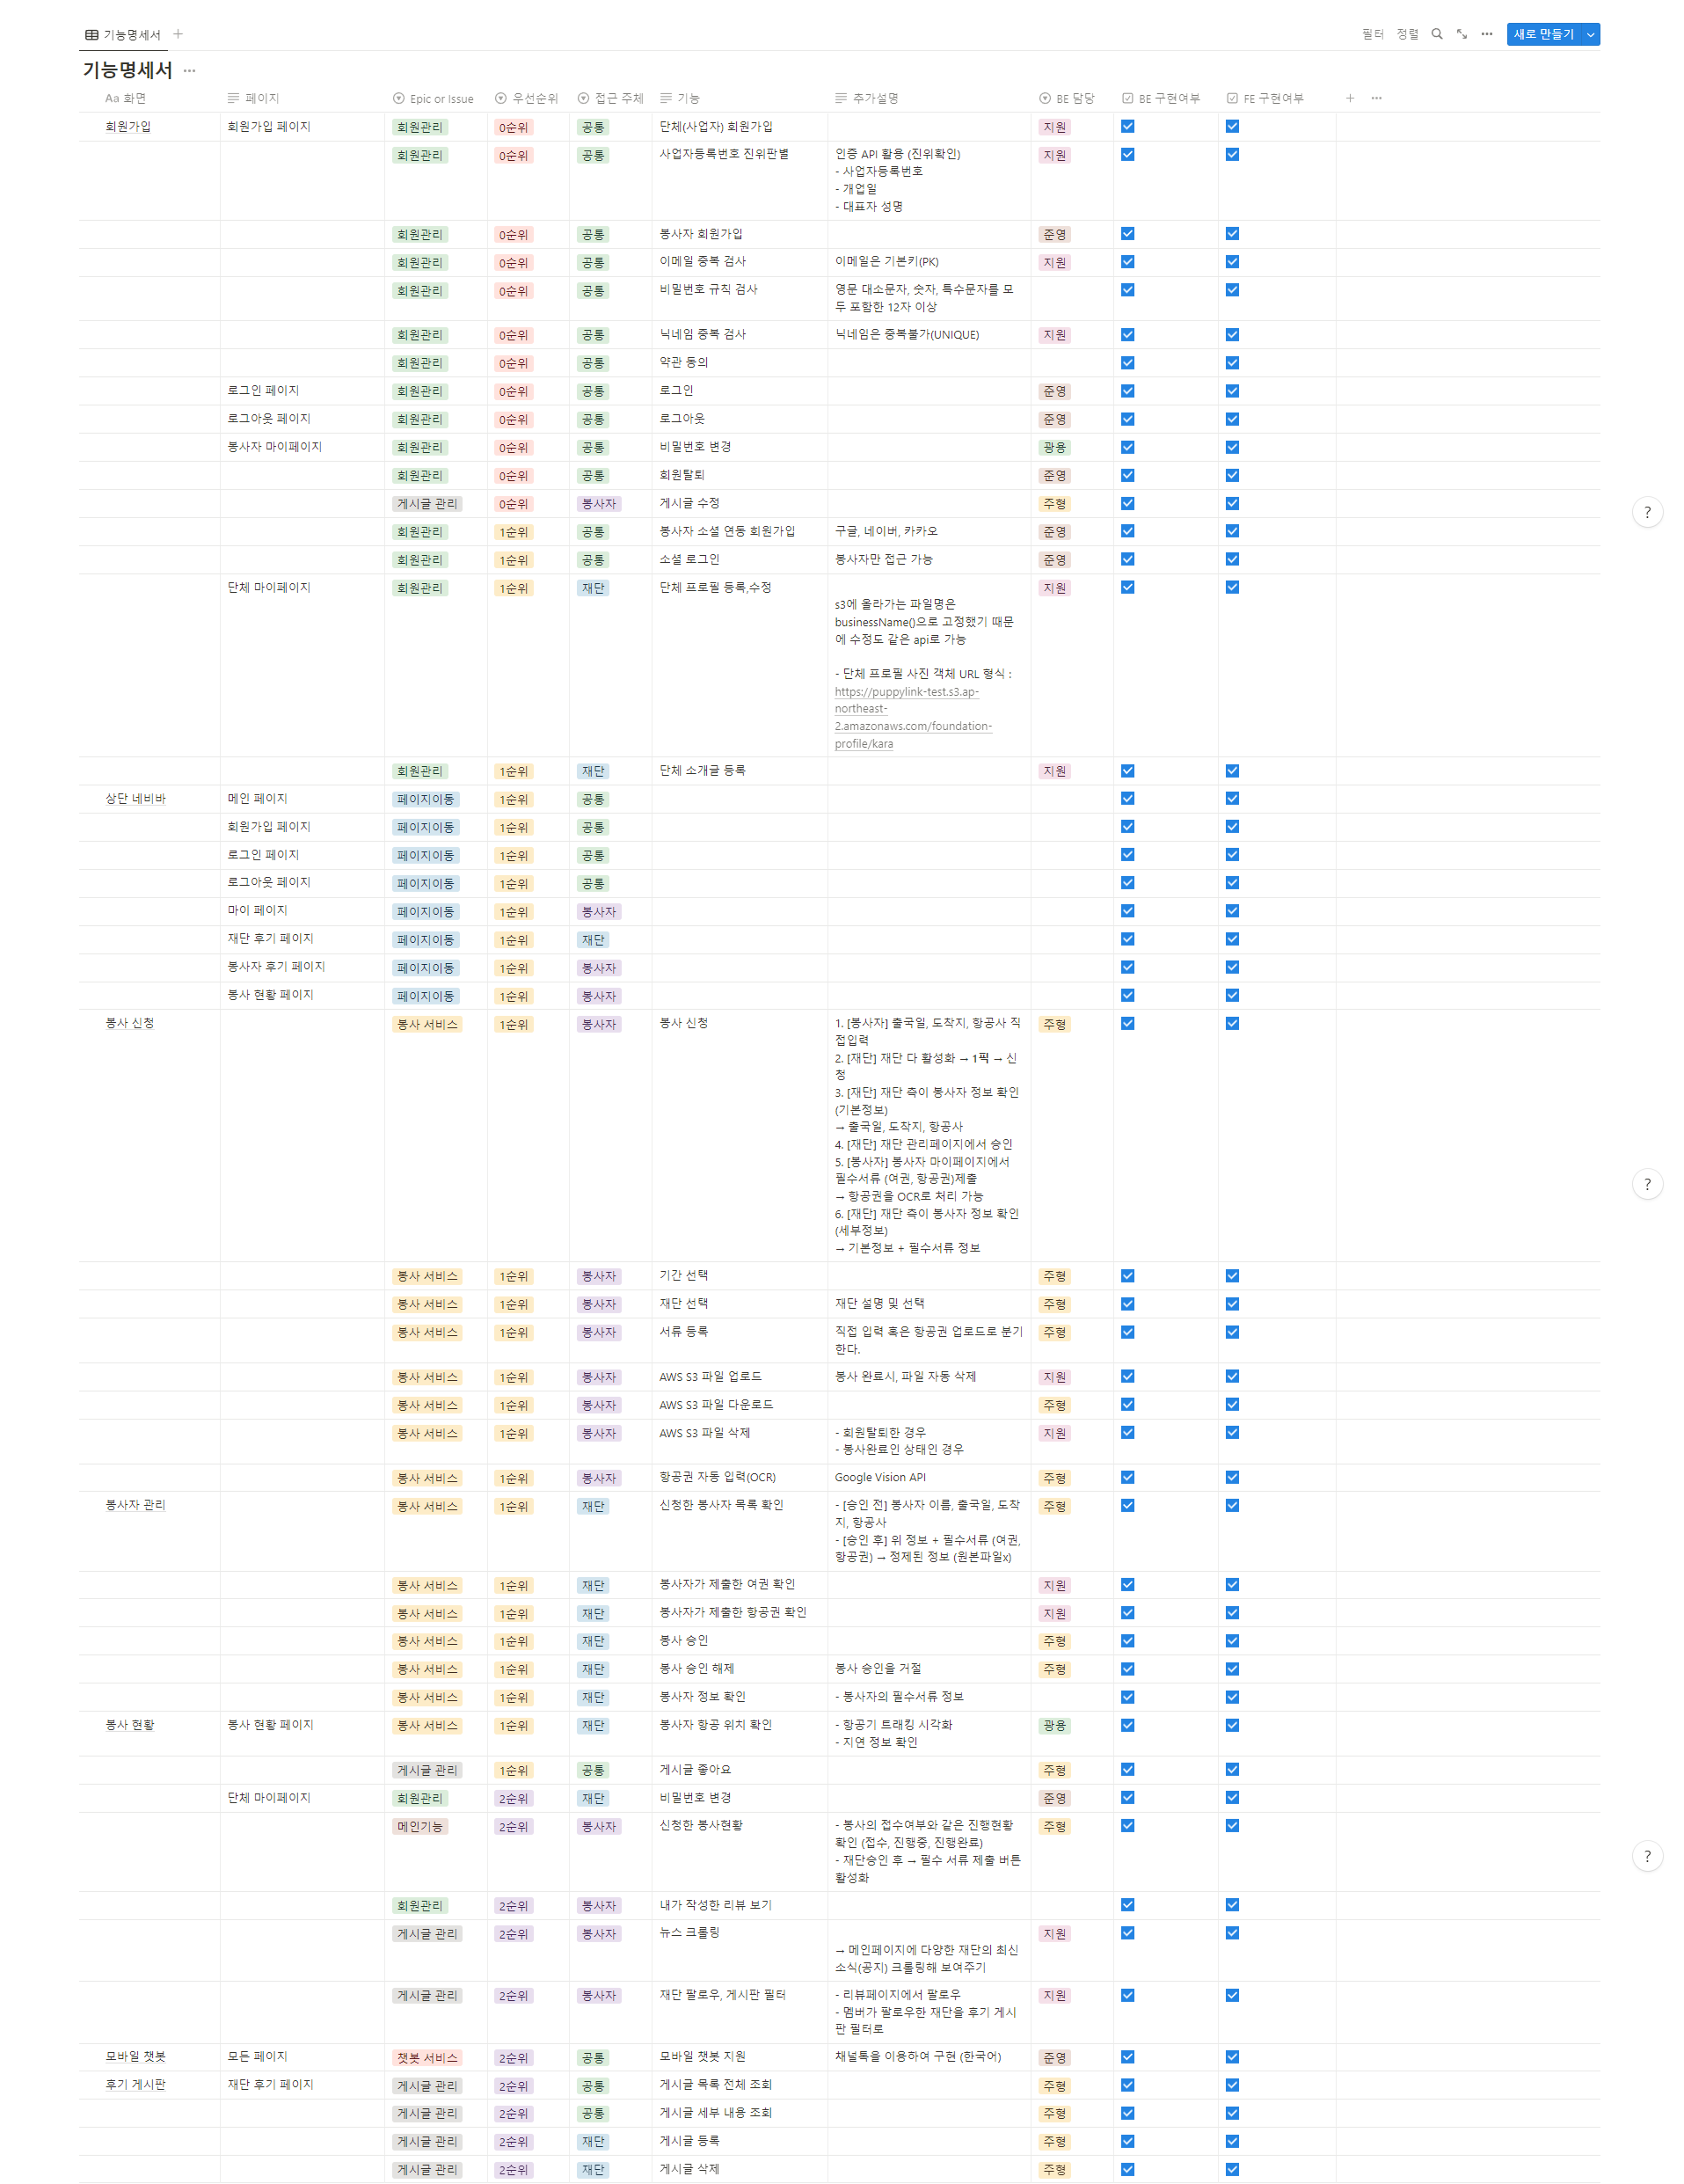 기능명세서
필터 정렬 새로 만들기
기능명세서
Aa 화면 페이지 Epic or Issue 우선순위 접근 주체 기능 추가설명 BE 담당 BE 구현여부 FE 구현여부
회원가입 회원가입 페이지 회원관리 0순위 공통 단체(사업자) 회원가입 지원
회원관리 0순위 공통 사업자등록번호 진위판별 인증 API 활용 (진위확인) 지원
- 사업자등록번호
- 개업일
- 대표자 성명
회원관리 0순위 공통 봉사자 회원가입 준영
회원관리 0순위 공통 이메일 중복 검사 이메일은 기본키(PK) 지원
회원관리 0순위 공통 비밀번호 규칙 검사 영문 대소문자, 숫자, 특수문자를 모
두 포함한 12자 이상
회원관리 0순위 공통 닉네임 중복 검사 닉네임은 중복불가(UNIQUE) 지원
회원관리 0순위 공통 약관 동의
로그인 페이지 회원관리 0순위 공통 로그인 준영
로그아웃 페이지 회원관리 0순위 공통 로그아웃 준영
봉사자 마이페이지 회원관리 0순위 공통 비밀번호 변경 광용
회원관리 0순위 공통 회원탈퇴 준영
게시글 관리 0순위 봉사자 게시글 수정 주형
회원관리 1순위 공통 봉사자 소셜 연동 회원가입 구글, 네이버, 카카오 준영
회원관리 1순위 공통 소셜 로그인 봉사자만 접근 가능 준영
단체 마이페이지 회원관리 1순위 재단 단체 프로필 등록,수정 지원
s3에 올라가는 파일명은
businessName()으로 고정했기 때문
에 수정도 같은 api로 가능
- 단체 프로필 사진 객체 URL 형식 :
https://puppylink-test.s3.ap-
northeast-
2.amazonaws.com/foundation-
profile/kara
회원관리 1순위 재단 단체 소개글 등록 지원
상단 네비바 메인 페이지 페이지이동 1순위 공통
회원가입 페이지 페이지이동 1순위 공통
로그인 페이지 페이지이동 1순위 공통
로그아웃 페이지 페이지이동 1순위 공통
마이 페이지 페이지이동 1순위 봉사자
재단 후기 페이지 페이지이동 1순위 재단
봉사자 후기 페이지 페이지이동 1순위 봉사자
봉사 현황 페이지 페이지이동 1순위 봉사자
봉사 신청 봉사 서비스 1순위 봉사자 봉사 신청 1. [봉사자] 출국일, 도착지, 항공사 직 주형
접입력
2. [재단] 재단 다 활성화 → 1픽 → 신
청
3. [재단] 재단 측이 봉사자 정보 확인
(기본정보)
→ 출국일, 도착지, 항공사
4. [재단] 재단 관리페이지에서 승인
5. [봉사자] 봉사자 마이페이지에서
필수서류 (여권, 항공권)제출
→ 항공권을 OCR로 처리 가능
6. [재단] 재단 측이 봉사자 정보 확인
(세부정보)
→ 기본정보 + 필수서류 정보
봉사 서비스 1순위 봉사자 기간 선택 주형
봉사 서비스 1순위 봉사자 재단 선택 재단 설명 및 선택 주형
봉사 서비스 1순위 봉사자 서류 등록 직접 입력 혹은 항공권 업로드로 분기 주형
한다.
봉사 서비스 1순위 봉사자 AWS S3 파일 업로드 봉사 완료시, 파일 자동 삭제 지원
봉사 서비스 1순위 봉사자 AWS S3 파일 다운로드 주형
봉사 서비스 1순위 봉사자 AWS S3 파일 삭제 - 회원탈퇴한 경우 지원
- 봉사완료인 상태인 경우
봉사 서비스 1순위 봉사자 항공권 자동 입력(OCR) Google Vision API 주형
봉사자 관리 봉사 서비스 1순위 재단 신청한 봉사자 목록 확인 - [승인 전] 봉사자 이름, 출국일, 도착 주형
지, 항공사
- [승인 후] 위 정보 + 필수서류 (여권,
항공권) → 정제된 정보 (원본파일x)
봉사 서비스 1순위 재단 봉사자가 제출한 여권 확인 지원
봉사 서비스 1순위 재단 봉사자가 제출한 항공권 확인 지원
봉사 서비스 1순위 재단 봉사 승인 주형
봉사 서비스 1순위 재단 봉사 승인 해제 봉사 승인을 거절 주형
봉사 서비스 1순위 재단 봉사자 정보 확인 - 봉사자의 필수서류 정보
봉사 현황 봉사 현황 페이지 봉사 서비스 1순위 재단 봉사자 항공 위치 확인 - 항공기 트래킹 시각화 광용
- 지연 정보 확인
게시글 관리 1순위 공통 게시글 좋아요 주형
단체 마이페이지 회원관리 2순위 재단 비밀번호 변경 준영
메인기능 2순위 봉사자 신청한 봉사현황 - 봉사의 접수여부와 같은 진행현황 주형
확인 (접수, 진행중, 진행완료)
- 재단승인 후 → 필수 서류 제출 버튼
활성화
회원관리 2순위 봉사자 내가 작성한 리뷰 보기
게시글 관리 2순위 봉사자 뉴스 크롤링 지원
→ 메인페이지에 다양한 재단의 최신
소식(공지) 크롤링해 보여주기
게시글 관리 2순위 봉사자 재단 팔로우, 게시판 필터 - 리뷰페이지에서 팔로우 지원
- 멤버가 팔로우한 재단을 후기 게시
판 필터로
모바일 챗봇 모든 페이지 챗봇 서비스 2순위 공통 모바일 챗봇 지원 채널톡을 이용하여 구현 (한국어) 준영
후기 게시판 재단 후기 페이지 게시글 관리 2순위 공통 게시글 목록 전체 조회 주형
게시글 관리 2순위 공통 게시글 세부 내용 조회 주형
게시글 관리 2순위 재단 게시글 등록 주형
게시글 관리 2순위 재단 게시글 삭제 주형
?
?
?